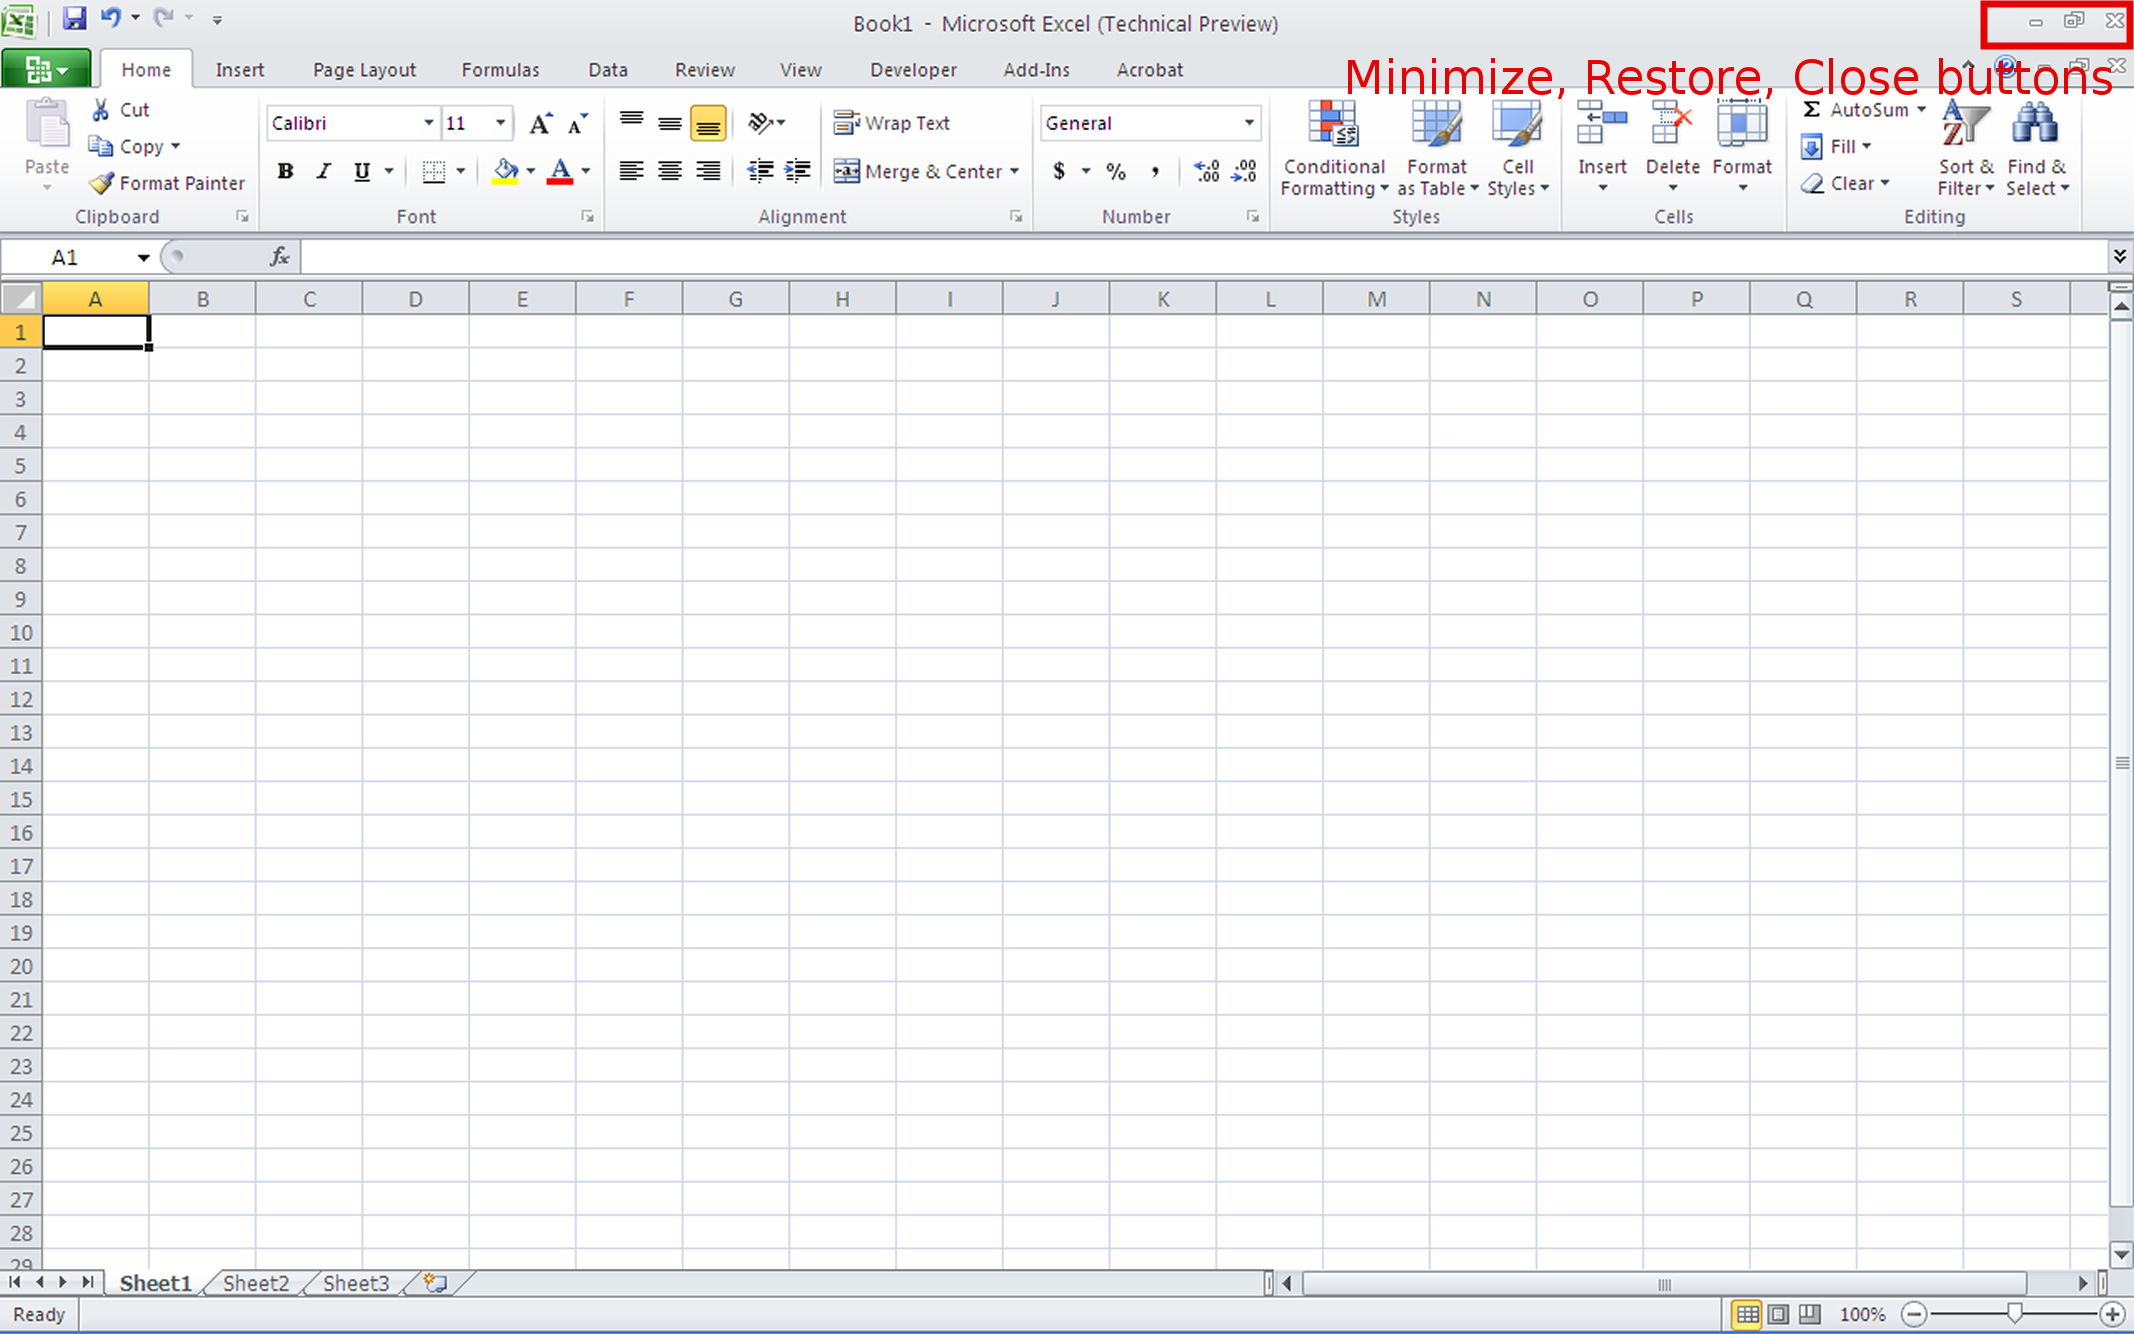 Book1 - Microsoft Excel (Technical Preview)
Home Insert Page Layout Formulas Data Review View Developer Add-Ins Acrobat
Minimize, Restore, Close buttons
Paste
Cut
Copy
Format Painter
Clipboard
Calibri 11
B I U A
Font
Wrap Text
Merge & Center
Alignment
General
$ % ,
Number
Conditional Formatting
Format as Table
Cell Styles
Styles
Insert Delete Format
Cells
Σ AutoSum
Fill
Clear
Sort & Filter
Find & Select
Editing
A1 fx
A B C D E F G H I J K L M N O P Q R S
1
2
3
4
5
6
7
8
9
10
11
12
13
14
15
16
17
18
19
20
21
22
23
24
25
26
27
28
29
Sheet1 Sheet2 Sheet3
Ready 100%